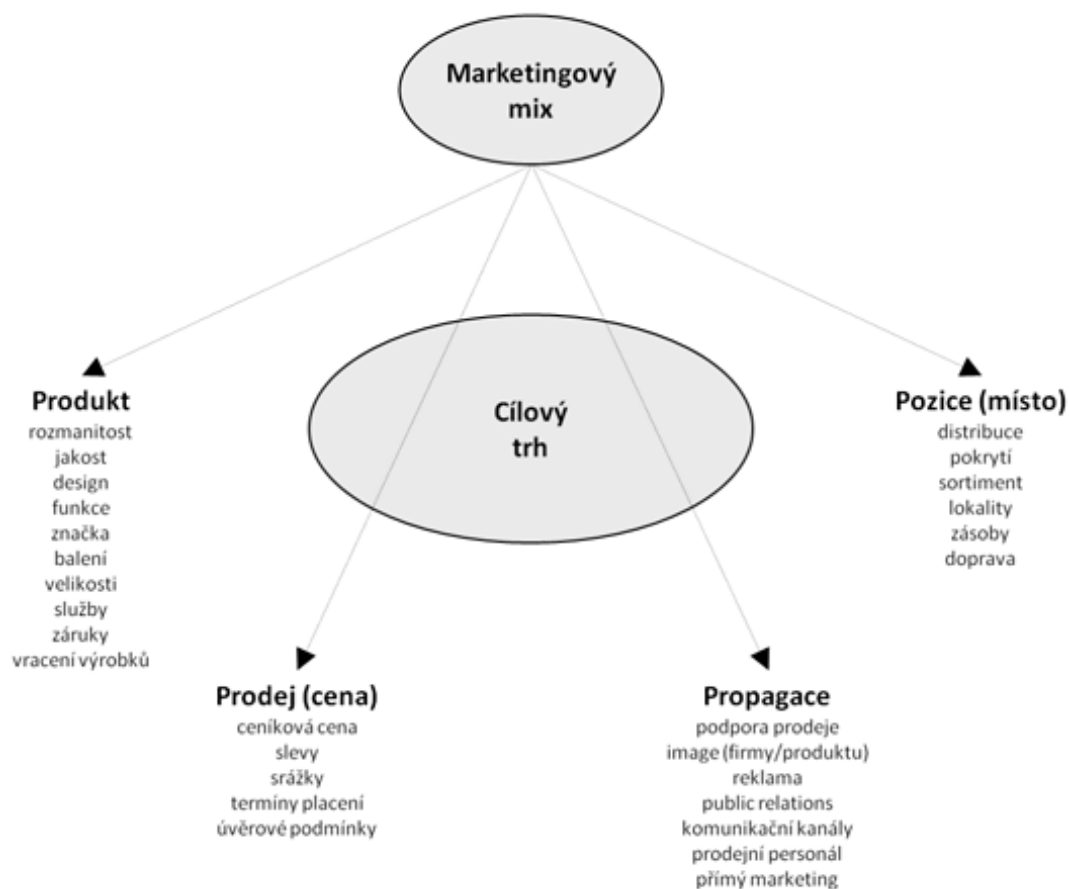 Marketingový
mix
Cílový
trh
Produkt
rozmanitost
jakost
design
funkce
značka
balení
velikosti
služby
záruky
vracení výrobků
Pozice (místo)
distribuce
pokrytí
sortiment
lokality
zásoby
doprava
Prodej (cena)
ceníková cena
slevy
srážky
termíny placení
úvěrové podmínky
Propagace
podpora prodeje
image (firmy/produktu)
reklama
public relations
komunikační kanály
prodejní personál
přímý marketing